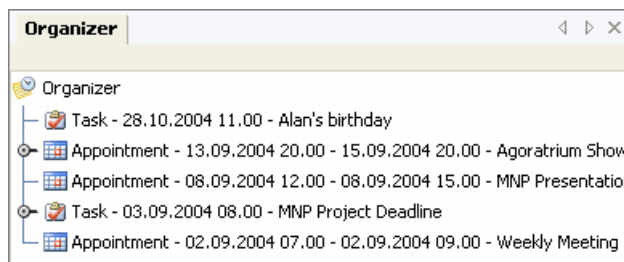 Organizer
Organizer
Task - 28.10.2004 11.00 - Alan's birthday
Appointment - 13.09.2004 20.00 - 15.09.2004 20.00 - Agoratrium Show
Appointment - 08.09.2004 12.00 - 08.09.2004 15.00 - MNP Presentatio
Task - 03.09.2004 08.00 - MNP Project Deadline
Appointment - 02.09.2004 07.00 - 02.09.2004 09.00 - Weekly Meeting